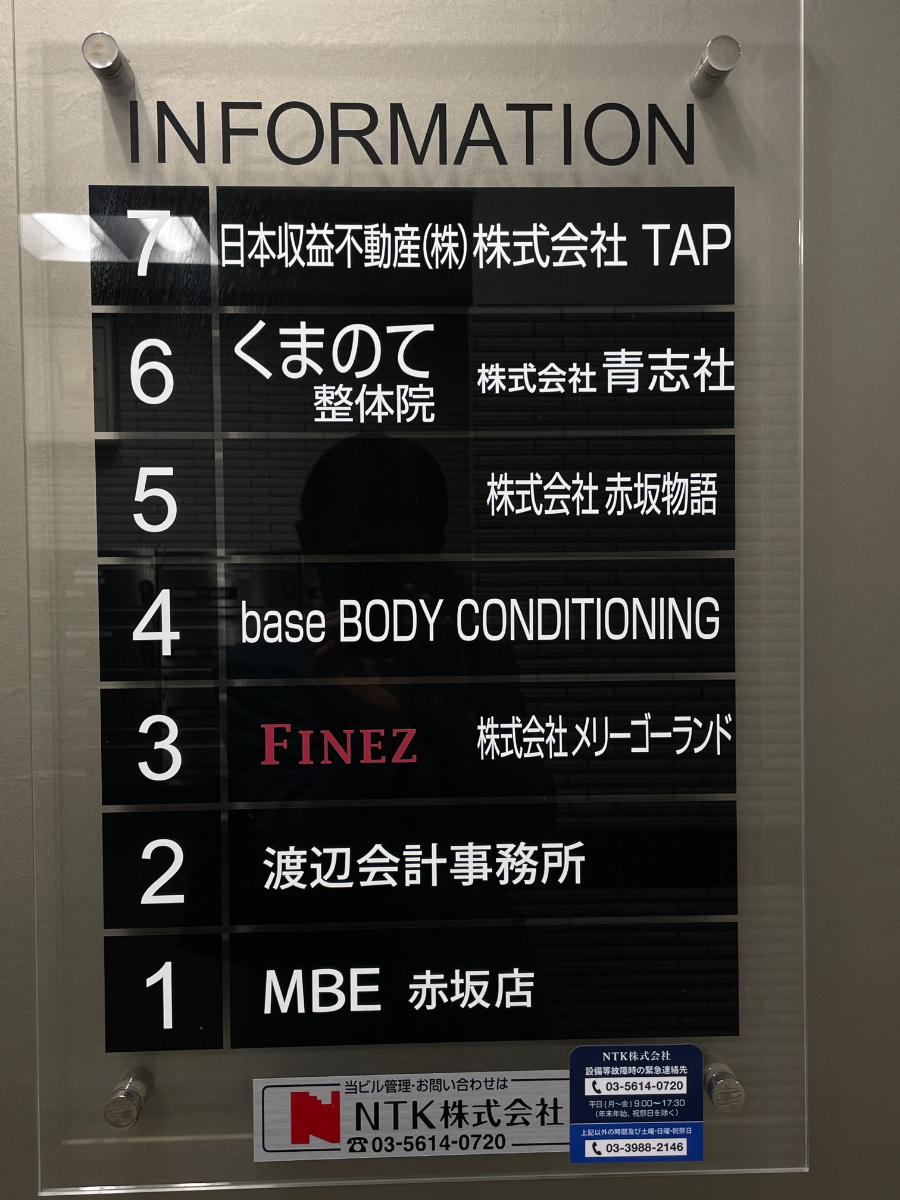 INFORMATION
7 日本収益不動産(株) 株式会社 TAP
6 くまのて
整体院 株式会社 青志社
5 株式会社 赤坂物語
4 base BODY CONDITIONING
3 FINEZ 株式会社 メリーゴーランド
2 渡辺会計事務所
1 MBE 赤坂店
当ビル管理・お問い合わせは
NTK株式会社
☎03-5614-0720
NTK株式会社
設備等故障時の緊急連絡先
03-5614-0720
平日(月〜金)9:00〜17:30
(年末年始、祝祭日を除く)
上記以外の時間及び土曜・日曜・祝祭日
03-3988-2146